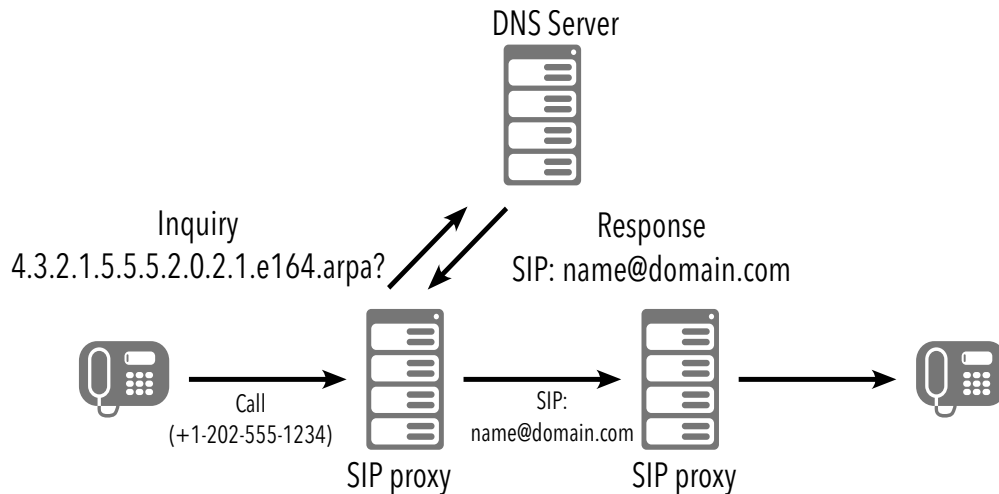 DNS Server
Inquiry
4.3.2.1.5.5.5.2.0.2.1.e164.arpa?
Response
SIP: name@domain.com
Call
(+1-202-555-1234)
SIP:
name@domain.com
SIP proxy
SIP proxy